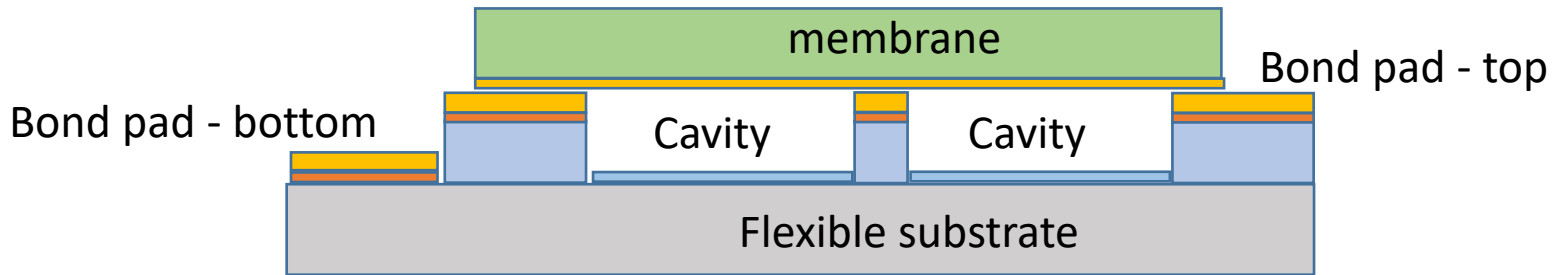 membrane
Bond pad - top
Bond pad - bottom
Cavity
Cavity
Flexible substrate